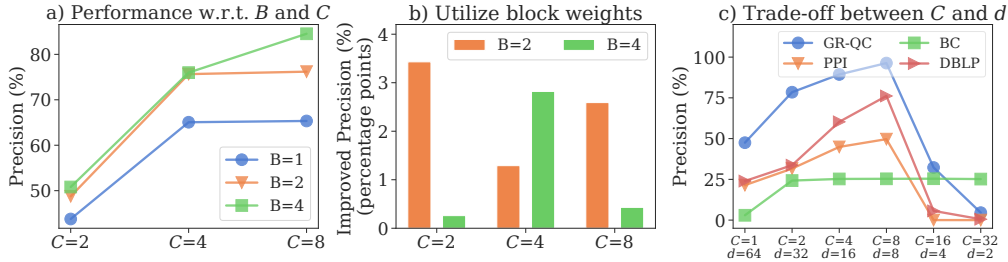 a) Performance w.r.t. B and C
Precision (%)
80
70
60
50
B=1
B=2
B=4
C=2
C=4
C=8
b) Utilize block weights
Improved Precision (%)
(percentage points)
4
3
2
1
0
B=2
B=4
C=2
C=4
C=8
c) Trade-off between C and d
Precision (%)
100
75
50
25
0
GR-QC
PPI
BC
DBLP
C=1
d=64
C=2
d=32
C=4
d=16
C=8
d=8
C=16
d=4
C=32
d=2